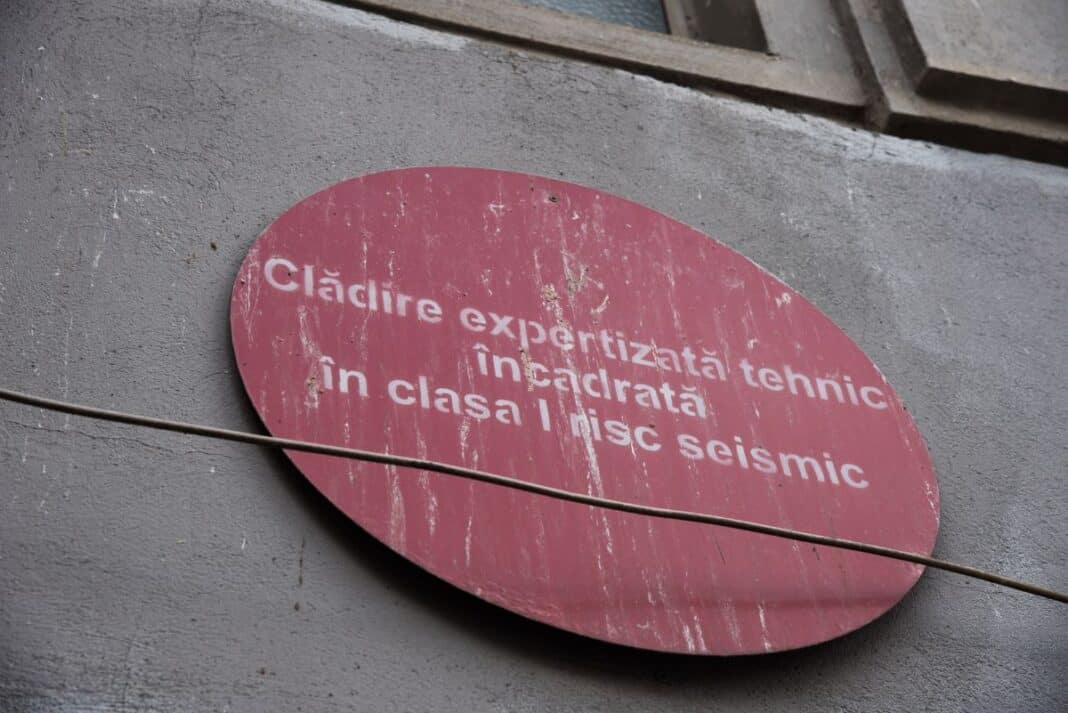 Clădire expertizată tehnic
încadrată
în clasa I risc seismic